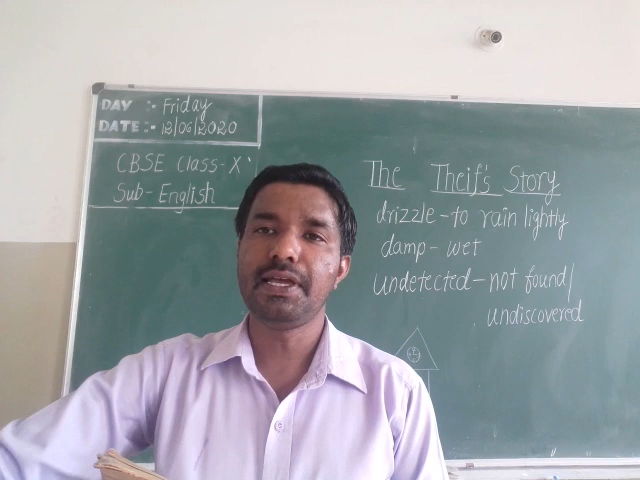 DAY :- Friday
DATE:- 12/06/2020
CBSE Class-X
Sub- English
The Theif's Story
drizzle - to rain lightly
damp - wet
undetected - not found/
undiscovered